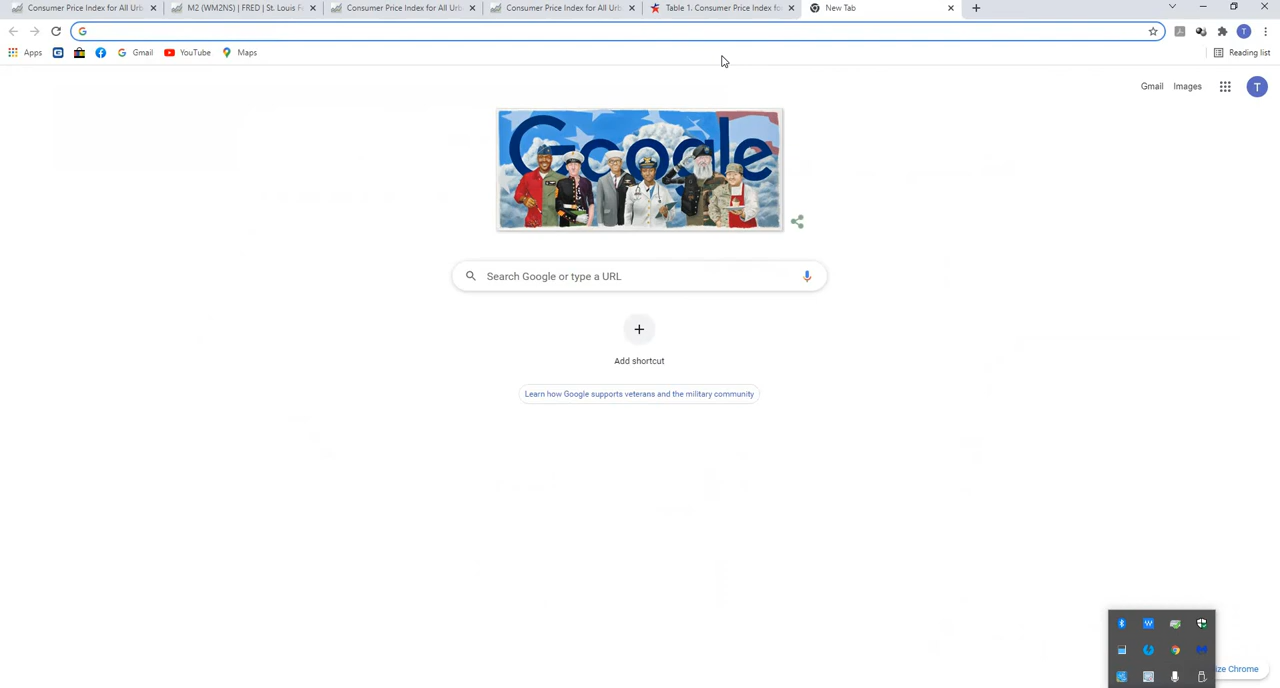 Consumer Price Index for All Urb
M2 (WM2NS) | FRED | St. Louis Fe
Consumer Price Index for All Urb
Consumer Price Index for All Urb
Table 1. Consumer Price Index for
New Tab
Apps
Gmail
YouTube
Maps
Reading list
T
Gmail
Images
T
Google
Search Google or type a URL
Add shortcut
Learn how Google supports veterans and the military community
ize Chrome